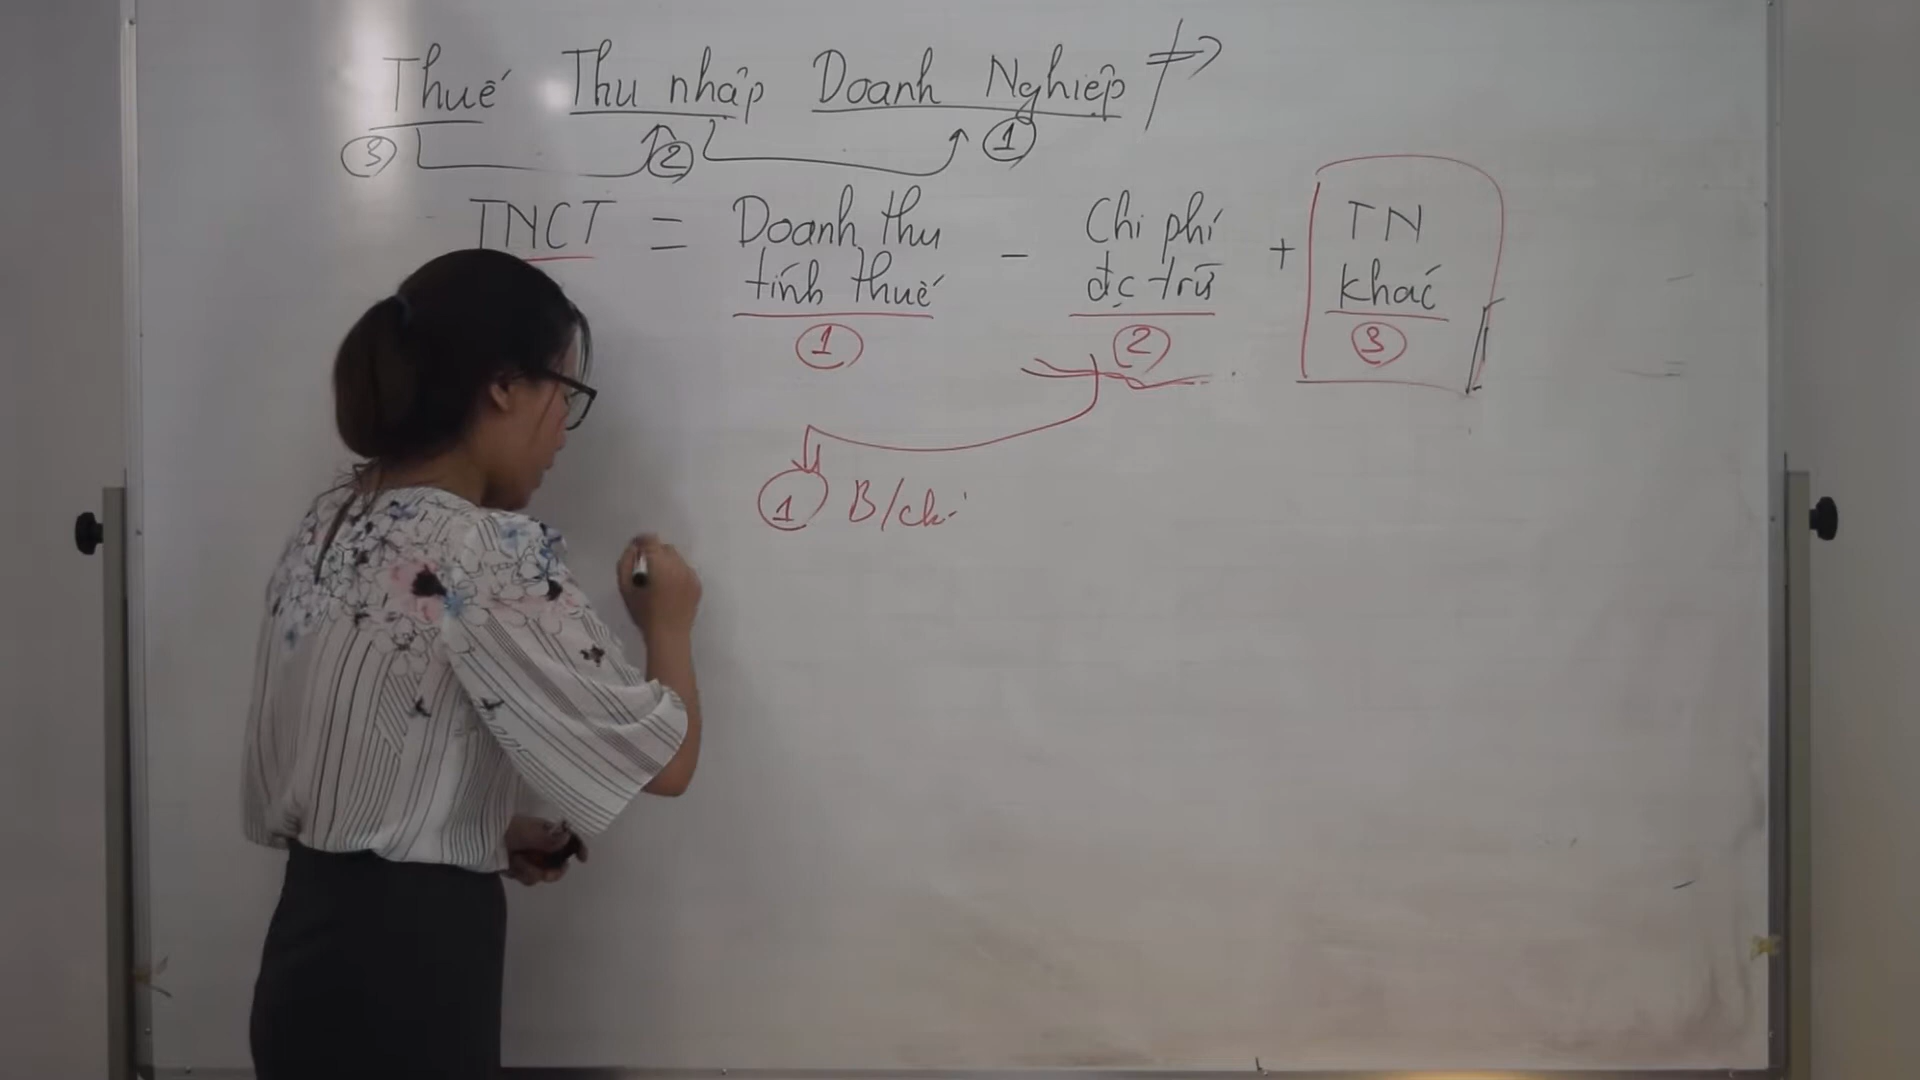 Thuế Thu nhập Doanh Nghiệp
3 2 1
TNCT = Doanh thu tính thuế - Chi phí đc trừ + TN khác
1 2 3
1 B/chi